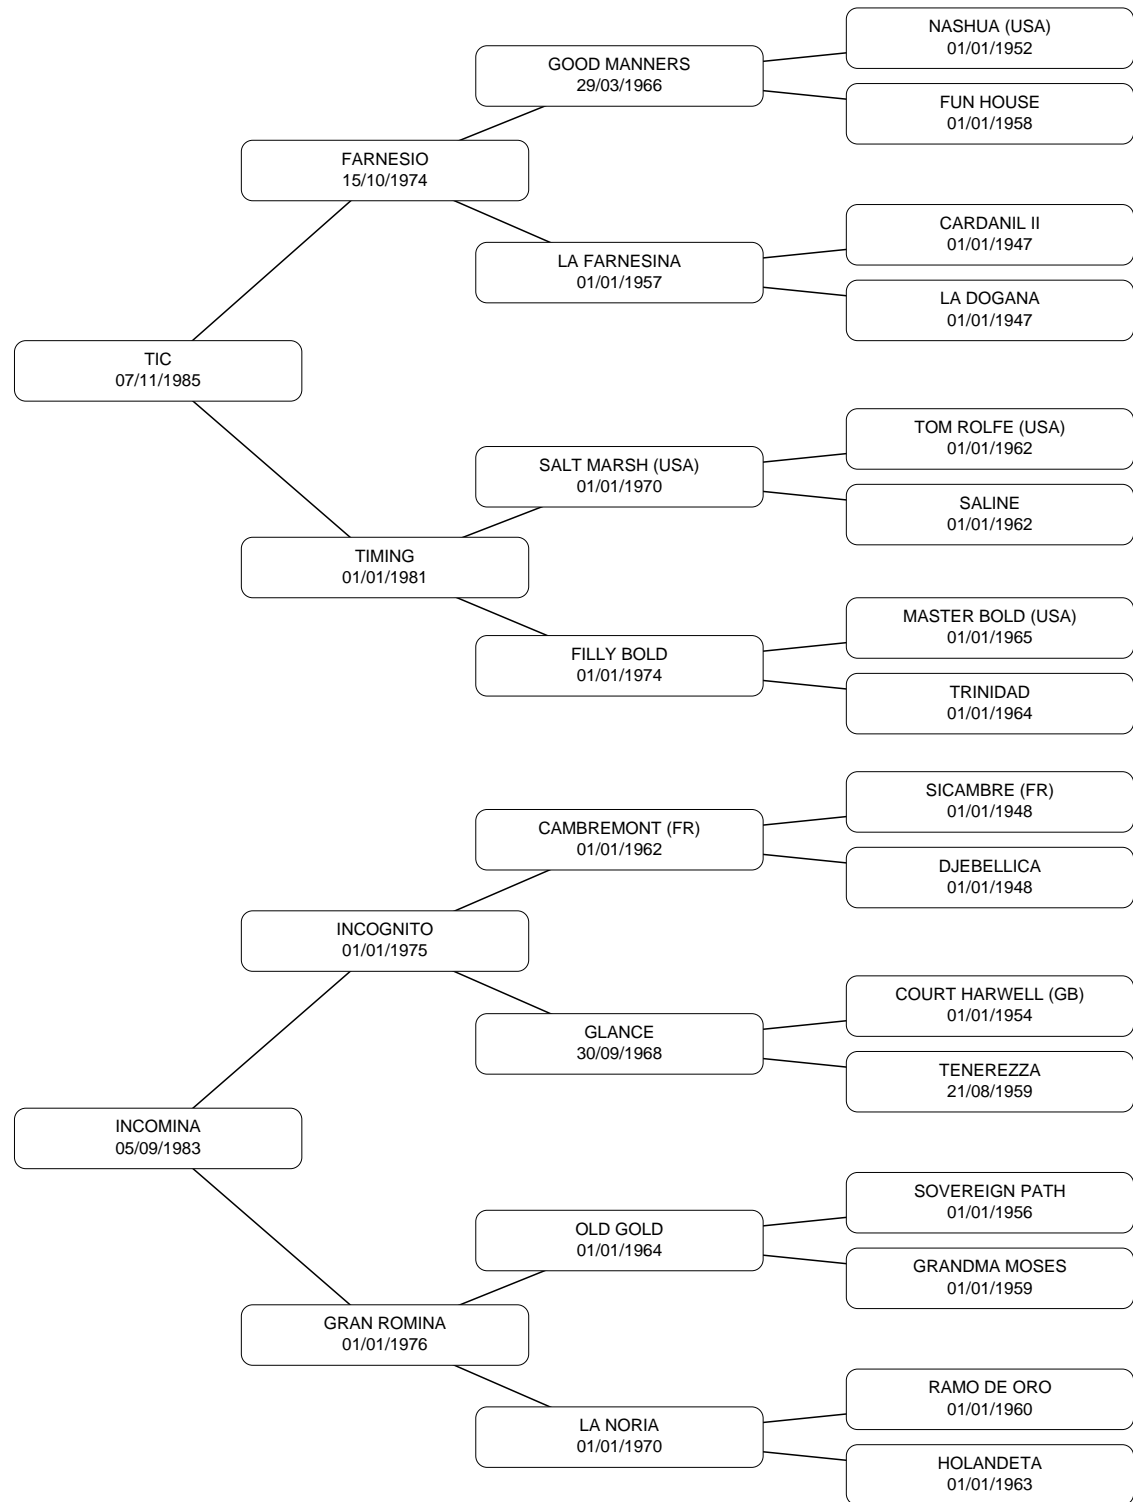 NASHUA (USA)
01/01/1952
GOOD MANNERS
29/03/1966
FUN HOUSE
01/01/1958
FARNESIO
15/10/1974
CARDANIL II
01/01/1947
LA FARNESINA
01/01/1957
LA DOGANA
01/01/1947
TIC
07/11/1985
TOM ROLFE (USA)
01/01/1962
SALT MARSH (USA)
01/01/1970
SALINE
01/01/1962
TIMING
01/01/1981
MASTER BOLD (USA)
01/01/1965
FILLY BOLD
01/01/1974
TRINIDAD
01/01/1964
SICAMBRE (FR)
01/01/1948
CAMBREMONT (FR)
01/01/1962
DJEBELLICA
01/01/1948
INCOGNITO
01/01/1975
COURT HARWELL (GB)
01/01/1954
GLANCE
30/09/1968
TENEREZZA
21/08/1959
INCOMINA
05/09/1983
SOVEREIGN PATH
01/01/1956
OLD GOLD
01/01/1964
GRANDMA MOSES
01/01/1959
GRAN ROMINA
01/01/1976
RAMO DE ORO
01/01/1960
LA NORIA
01/01/1970
HOLANDETA
01/01/1963